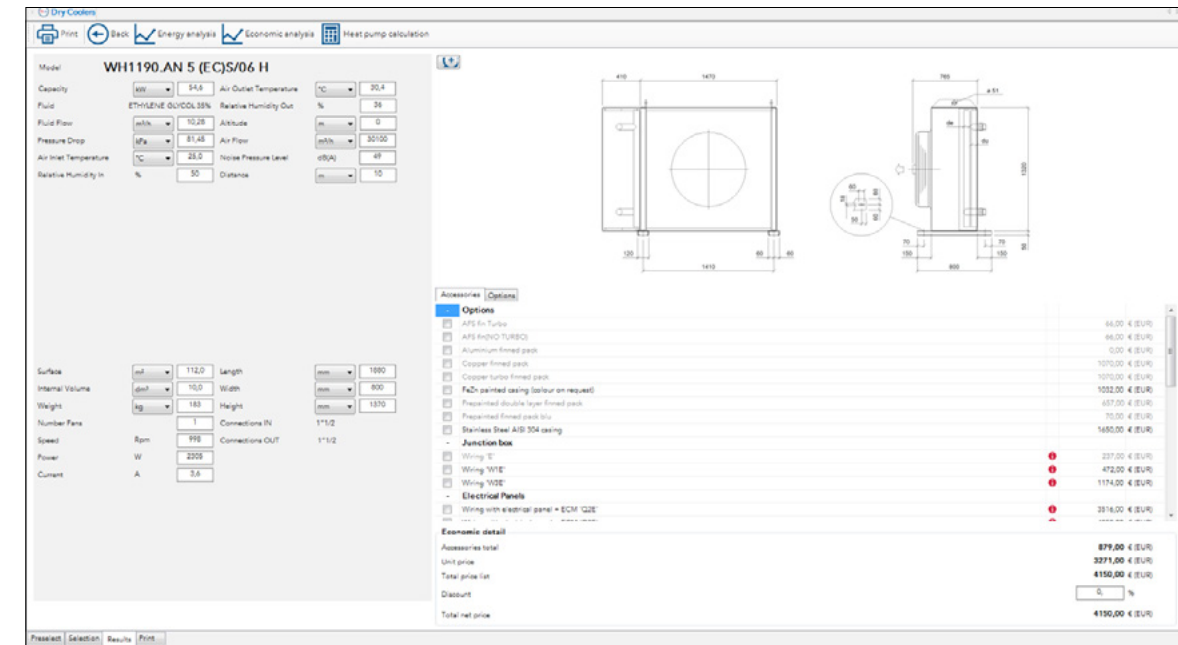 Dry Coolers
Print Back Energy analysis Economic analysis Heat pump calculation
Model WH1190.AN 5 (EC)S/06 H
Capacity kW 54,6 Air Outlet Temperature °C 30,4
Fluid ETHYLENE GLYCOL 35% Relative Humidity Out % 36
Fluid Flow m³/h 10,28 Altitude m 0
Pressure Drop kPa 81,45 Air Flow m³/h 30100
Air Inlet Temperature °C 25,0 Noise Pressure Level dB(A) 49
Relative Humidity In % 50 Distance m 10
Surface m² 112,0 Length mm 1880
Internal Volume dm³ 10,0 Width mm 800
Weight kg 183 Height mm 1370
Number Fans 1 Connections IN 1"1/2
Speed Rpm 998 Connections OUT 1"1/2
Power W 2305
Current A 3,6
410 1470
120 60 60
1410
765
ø 51
1320
70 70
150 150
50
800
Accessories Options
- Options
AFS fin Turbo 66,00 € (EUR)
AFS fin(NO TURBO) 66,00 € (EUR)
Aluminium finned pack 0,00 € (EUR)
Copper finned pack 1070,00 € (EUR)
Copper turbo finned pack 1070,00 € (EUR)
FeZn painted casing (colour on request) 1032,00 € (EUR)
Prepainted double layer finned pack 657,00 € (EUR)
Prepainted finned pack blu 70,00 € (EUR)
Stainless Steel AISI 304 casing 1650,00 € (EUR)
- Junction box
Wiring 'E' 237,00 € (EUR)
Wiring 'W1E' 472,00 € (EUR)
Wiring 'W3E' 1174,00 € (EUR)
- Electrical Panels
Wiring with electrical panel + ECM 'Q2E' 3816,00 € (EUR)
Economic detail
Accessories total 879,00 € (EUR)
Unit price 3271,00 € (EUR)
Total price list 4150,00 € (EUR)
Discount 0, %
Total net price 4150,00 € (EUR)
Preselect Selection Results Print